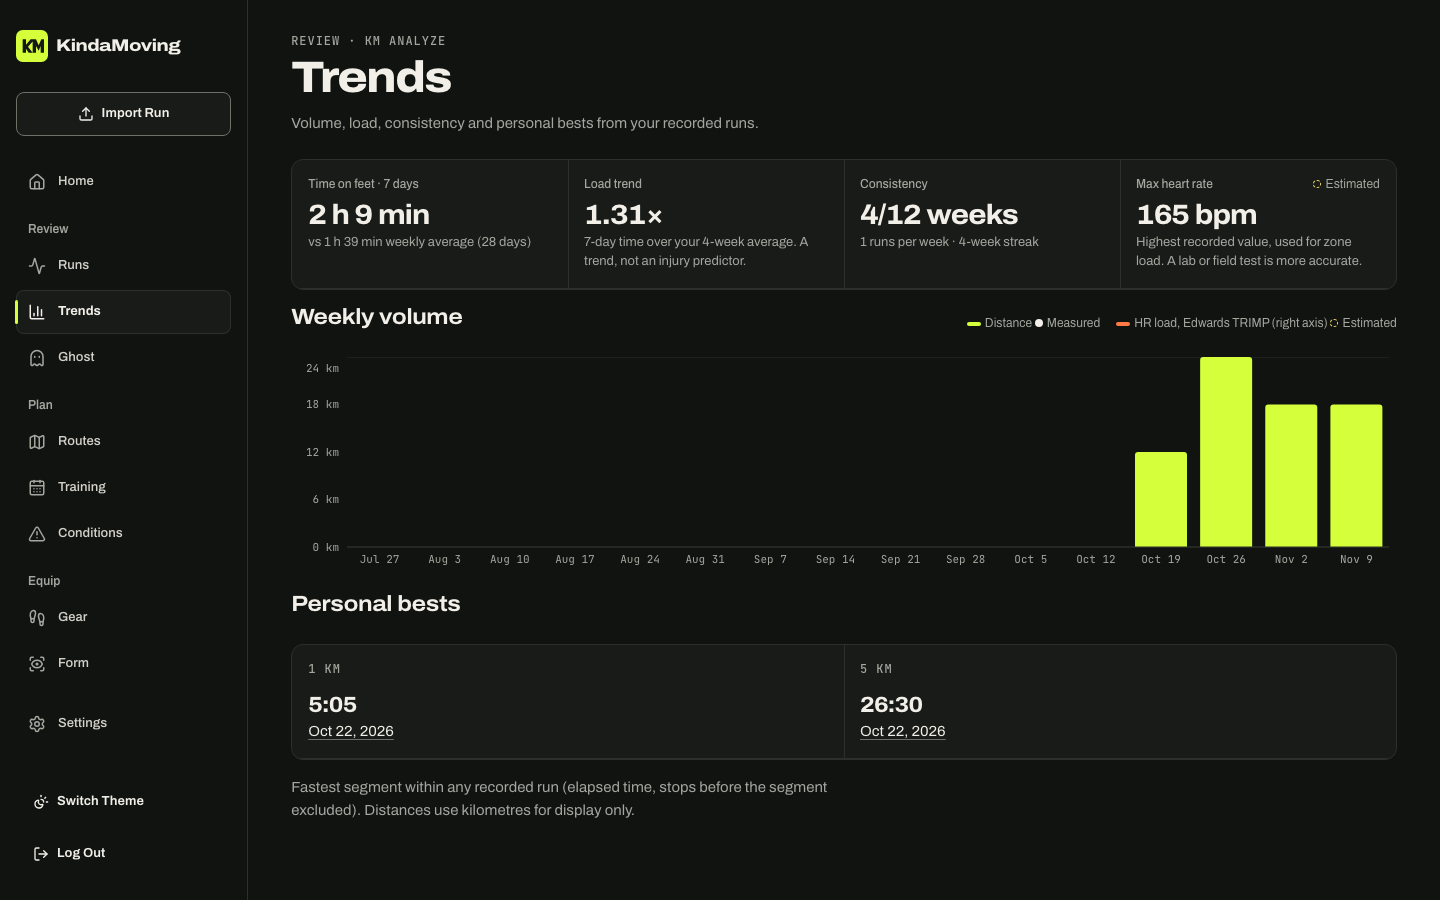 KM KindaMoving
Import Run
Home
Review
Runs
Trends
Ghost
Plan
Routes
Training
Conditions
Equip
Gear
Form
Settings
Switch Theme
Log Out
REVIEW · KM ANALYZE
Trends
Volume, load, consistency and personal bests from your recorded runs.
Time on feet · 7 days
2 h 9 min
vs 1 h 39 min weekly average (28 days)
Load trend
1.31×
7-day time over your 4-week average. A
trend, not an injury predictor.
Consistency
4/12 weeks
1 runs per week · 4-week streak
Max heart rate Estimated
165 bpm
Highest recorded value, used for zone
load. A lab or field test is more accurate.
Weekly volume
Distance Measured HR load, Edwards TRIMP (right axis) Estimated
24 km
18 km
12 km
6 km
0 km
Jul 27 Aug 3 Aug 10 Aug 17 Aug 24 Aug 31 Sep 7 Sep 14 Sep 21 Sep 28 Oct 5 Oct 12 Oct 19 Oct 26 Nov 2 Nov 9
Personal bests
1 KM
5:05
Oct 22, 2026
5 KM
26:30
Oct 22, 2026
Fastest segment within any recorded run (elapsed time, stops before the segment
excluded). Distances use kilometres for display only.